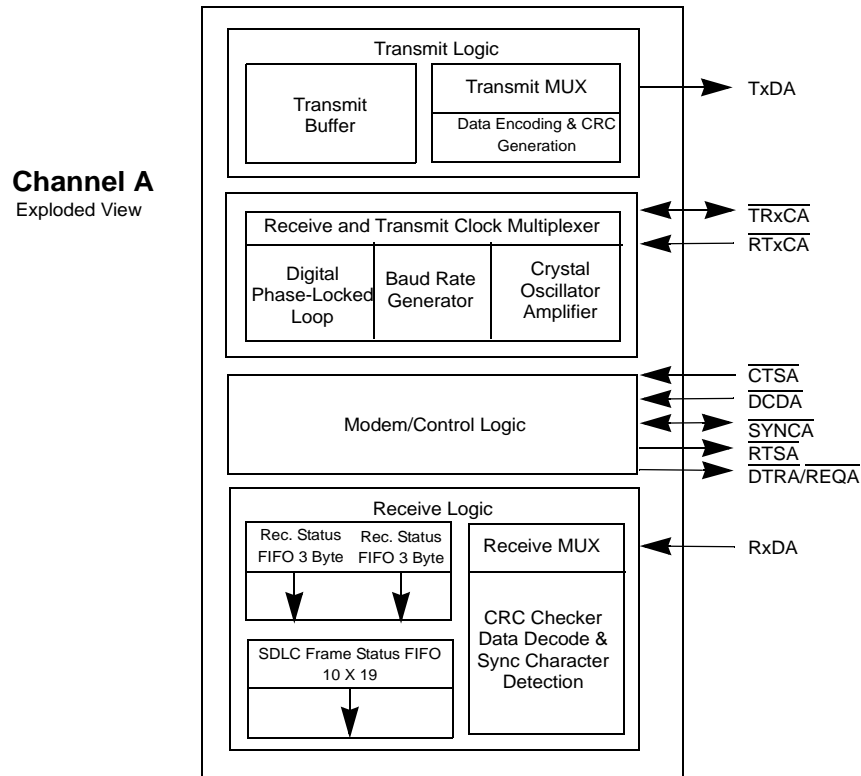 Channel A
Exploded View
Transmit Logic
Transmit
Buffer
Transmit MUX
Data Encoding & CRC
Generation
TxDA
Receive and Transmit Clock Multiplexer
Digital
Phase-Locked
Loop
Baud Rate
Generator
Crystal
Oscillator
Amplifier
TRxCA
RTxCA
Modem/Control Logic
CTSA
DCDA
SYNCA
RTSA
DTRA/REQA
Receive Logic
Rec. Status
FIFO 3 Byte
Rec. Status
FIFO 3 Byte
Receive MUX
CRC Checker
Data Decode &
Sync Character
Detection
SDLC Frame Status FIFO
10 X 19
RxDA